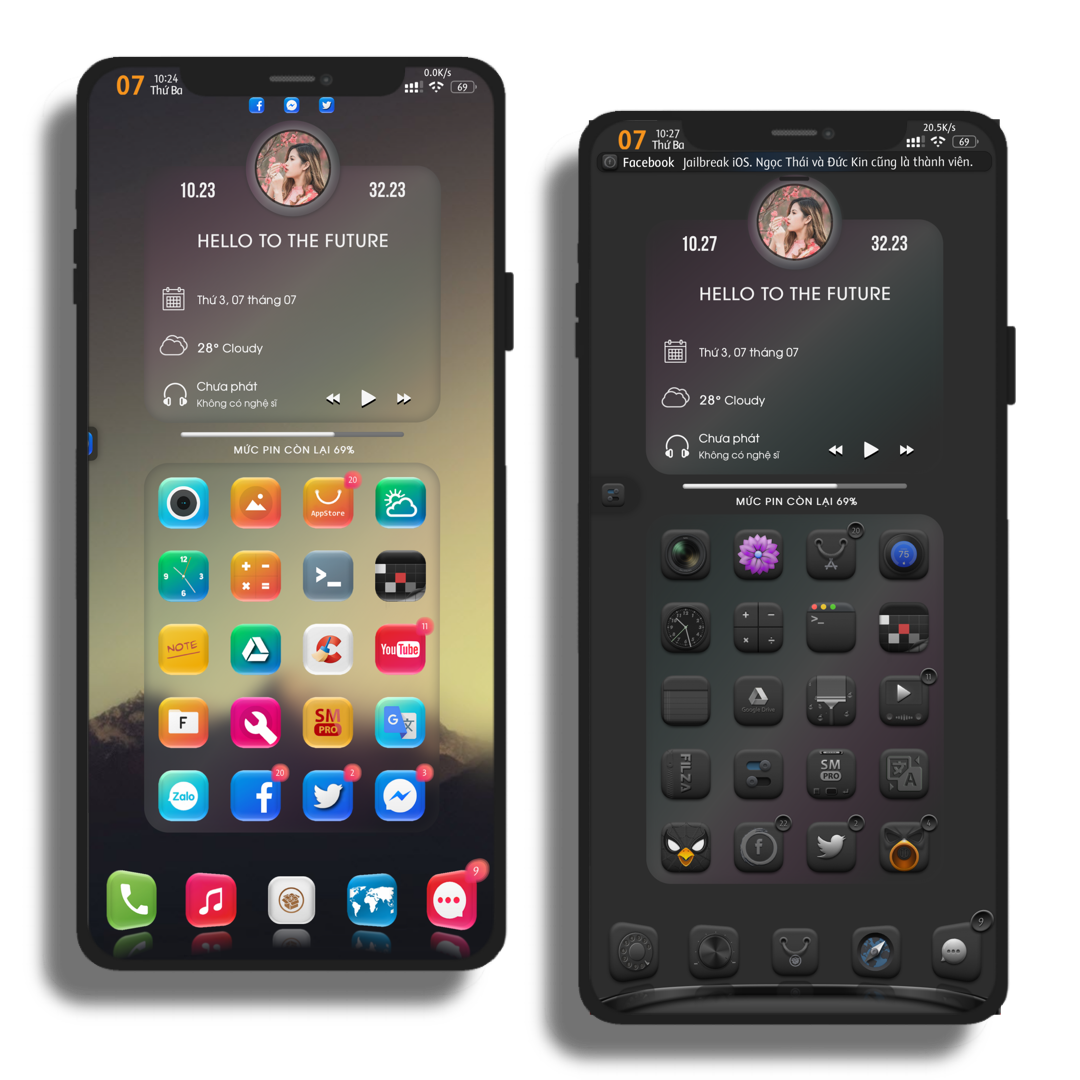 07
10:24
Thứ Ba
0.0K/s
69
10.23
32.23
HELLO TO THE FUTURE
Thứ 3, 07 tháng 07
28° Cloudy
Chưa phát
Không có nghệ sĩ
MỨC PIN CÒN LẠI 69%
20
AppStore
12
9
3
6
>_
NOTE
11
YouTube
F
SM
PRO
G
Zalo
20
2
3
9
07
10:27
Thứ Ba
20.5K/s
69
Facebook Jailbreak iOS. Ngọc Thái và Đức Kin cũng là thành viên.
10.27
32.23
HELLO TO THE FUTURE
Thứ 3, 07 tháng 07
28° Cloudy
Chưa phát
Không có nghệ sĩ
MỨC PIN CÒN LẠI 69%
20
75
>_
Google Drive
11
FILZA
SM
PRO
A
22
2
4
9